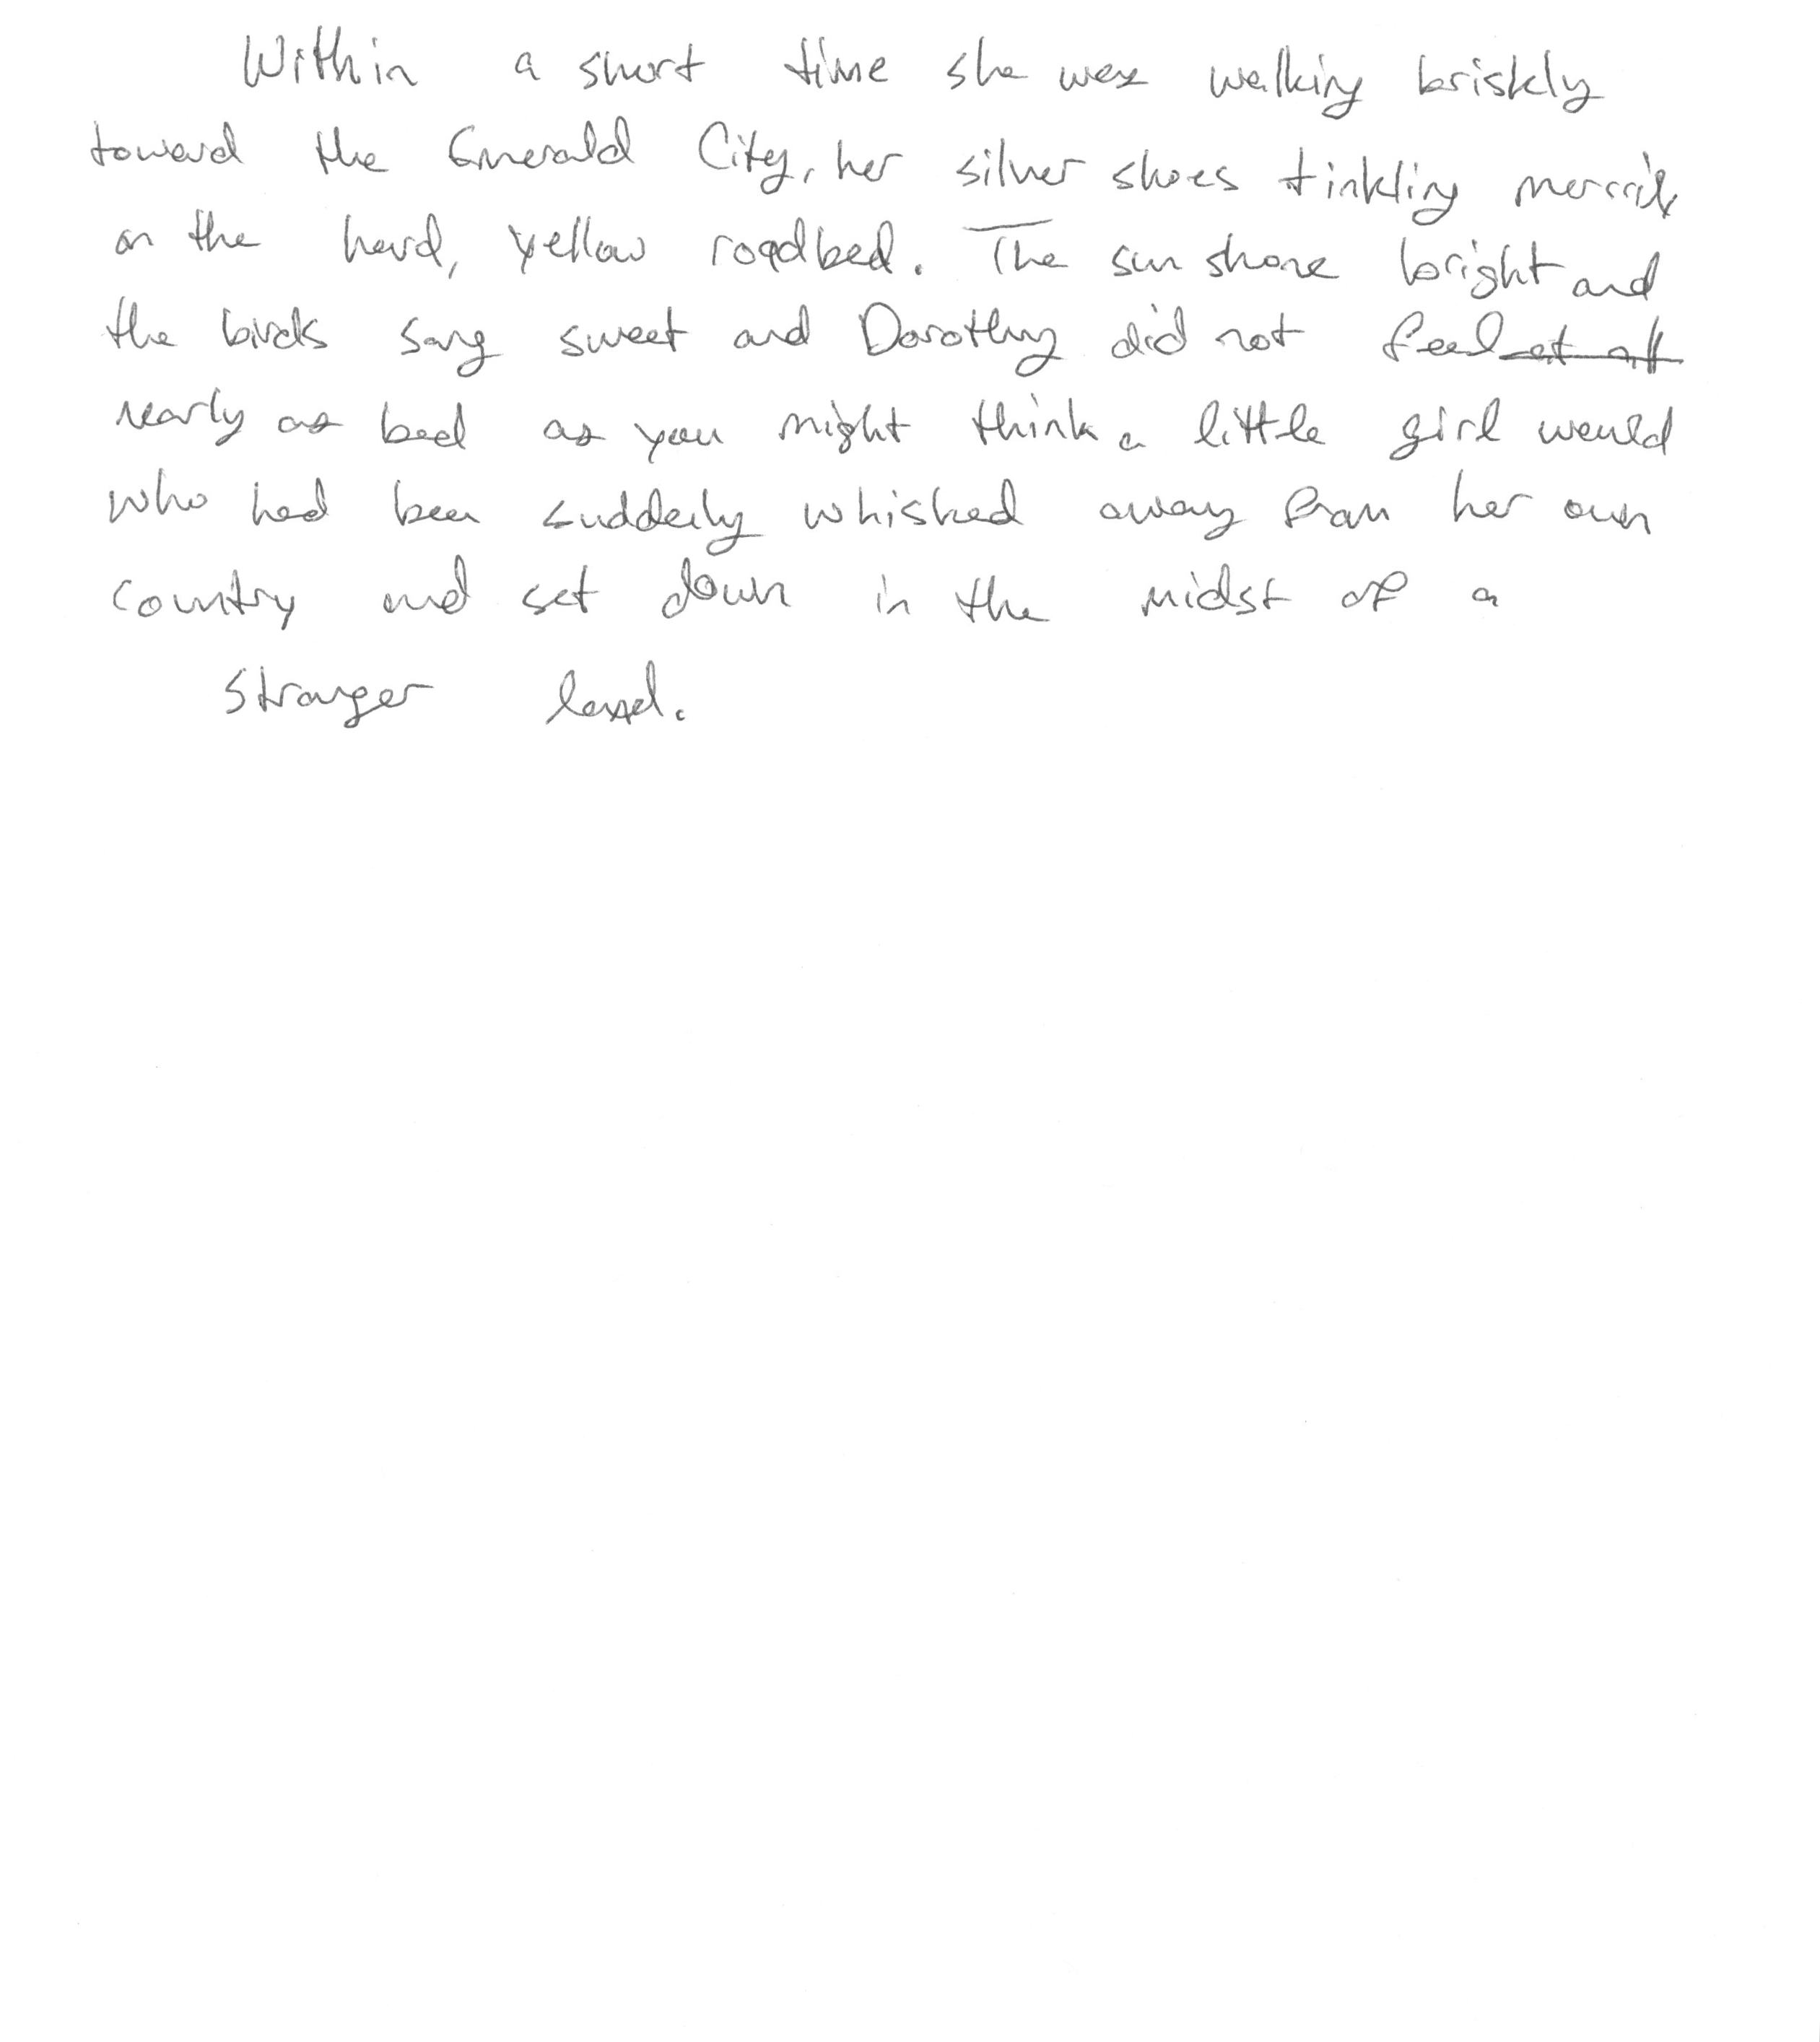 Within a short time she was walking briskly
toward the Emerald City, her silver shoes tinkling merrily
on the hard, yellow roadbed. The sun shone bright and
the birds sang sweet and Dorothy did not feel at all
nearly as bad as you might think a little girl would
who had been suddenly whisked away from her own
country and set down in the midst of a
stranger land.